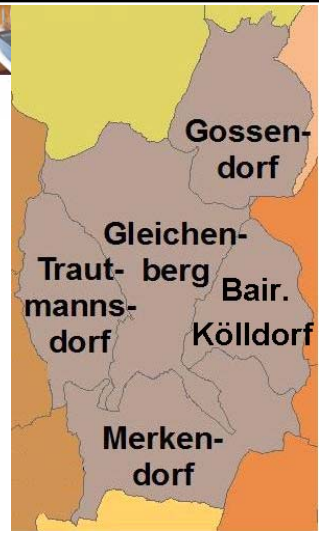 Gossen-
dorf
Gleichen-
berg
Traut-
manns-
dorf
Bair.
Kölldorf
Merken-
dorf